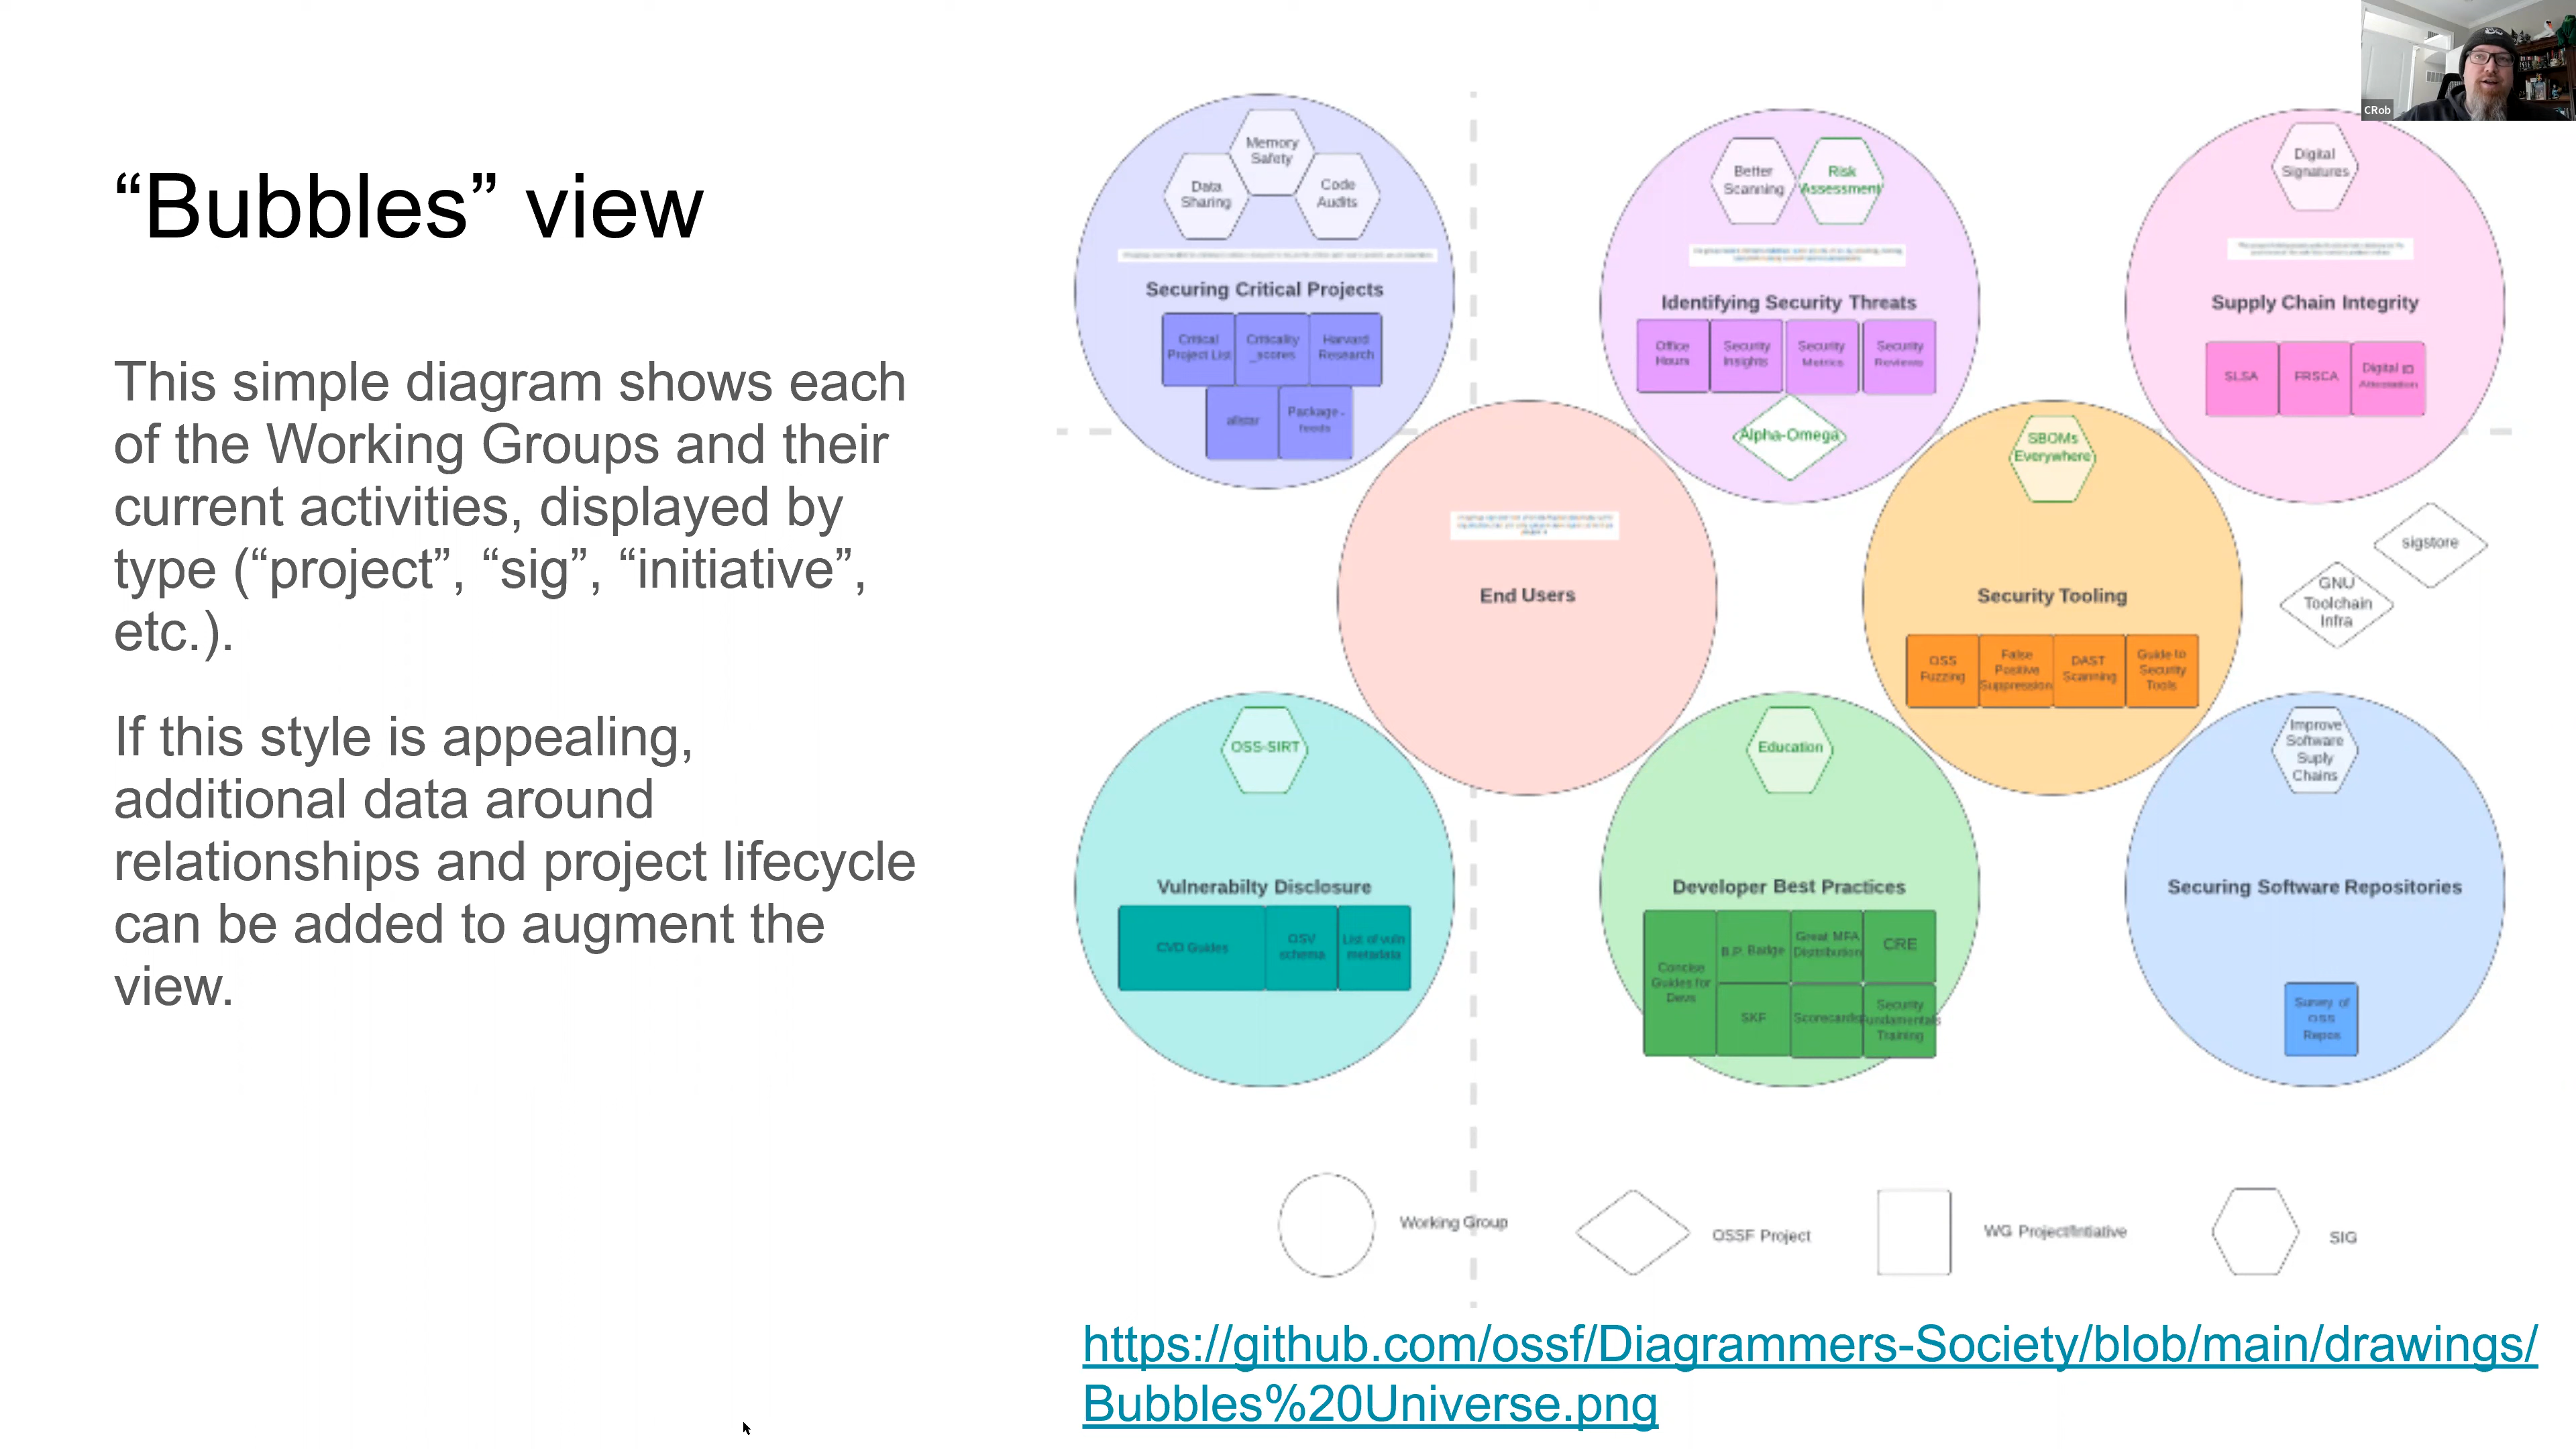 “Bubbles” view
This simple diagram shows each
of the Working Groups and their
current activities, displayed by
type (“project”, “sig”, “initiative”,
etc.).
If this style is appealing,
additional data around
relationships and project lifecycle
can be added to augment the
view.
CRob
Memory
Safety
Data
Sharing
Code
Audits
Securing Critical Projects
Critical
Project List
Criticality
_scores
Harvard
Research
allstar
Package-
feeds
Better
Scanning
Risk
Assessment
Identifying Security Threats
Office
Hours
Security
Insights
Security
Metrics
Security
Reviews
Alpha-Omega
Digital
Signatures
Supply Chain Integrity
SLSA
FRSCA
Digital ID
Attestation
End Users
SBOMs
Everywhere
Security Tooling
OSS
Fuzzing
False
Positive
Suppression
DAST
Scanning
Guide to
Security
Tools
sigstore
GNU
Toolchain
Infra
OSS-SIRT
Vulnerabilty Disclosure
CVD Guides
OSV
schema
List of vuln
metadata
Education
Developer Best Practices
Concise
Guides for
Devs
B.P. Badge
Great MFA
Distribution
CRE
SKF
Scorecards
Security
Fundamentals
Training
Improve
Software
Suply
Chains
Securing Software Repositories
Survey of
OSS
Repos
Working Group
OSSF Project
WG Project/Intiative
SIG
https://github.com/ossf/Diagrammers-Society/blob/main/drawings/
Bubbles%20Universe.png